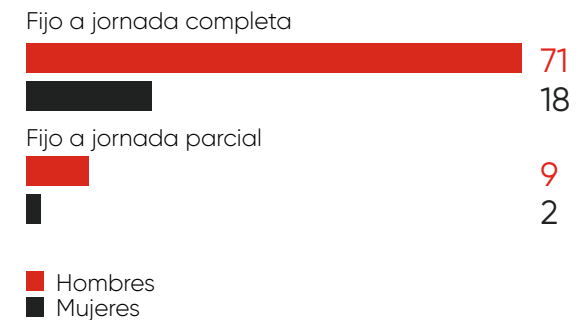 Fijo a jornada completa
71
18
Fijo a jornada parcial
9
2
Hombres
Mujeres